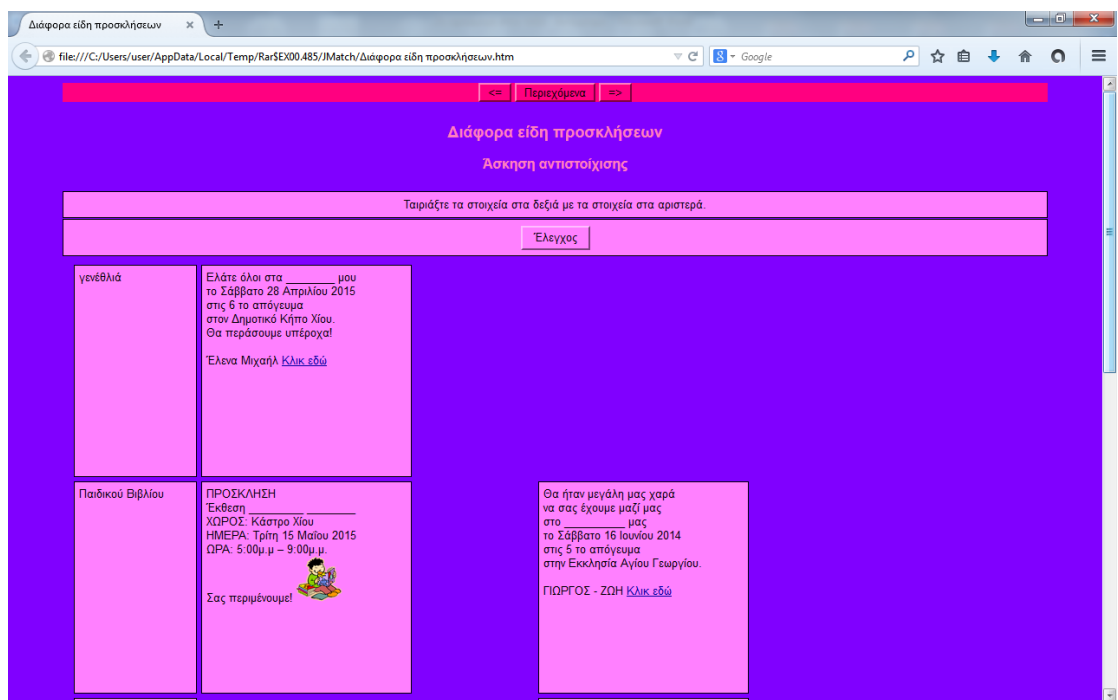 Διάφορα είδη προσκλήσεων
file:///C:/Users/user/AppData/Local/Temp/Rar$EX00.485/JMatch/Διάφορα είδη προσκλήσεων.htm
Google
<= Περιεχόμενα =>
Διάφορα είδη προσκλήσεων
Άσκηση αντιστοίχισης
Ταιριάξτε τα στοιχεία στα δεξιά με τα στοιχεία στα αριστερά.
Έλεγχος
γενέθλιά
Ελάτε όλοι στα ________ μου
το Σάββατο 28 Απριλίου 2015
στις 6 το απόγευμα
στον Δημοτικό Κήπο Χίου.
Θα περάσουμε υπέροχα!
Έλενα Μιχαήλ Κλικ εδώ
Παιδικού Βιβλίου
ΠΡΟΣΚΛΗΣΗ
Έκθεση _________ ________
ΧΩΡΟΣ: Κάστρο Χίου
ΗΜΕΡΑ: Τρίτη 15 Μαΐου 2015
ΩΡΑ: 5:00μ.μ – 9:00μ.μ.
Σας περιμένουμε!
Θα ήταν μεγάλη μας χαρά
να σας έχουμε μαζί μας
στο __________ μας
το Σάββατο 16 Ιουνίου 2014
στις 5 το απόγευμα
στην Εκκλησία Αγίου Γεωργίου.
ΓΙΩΡΓΟΣ - ΖΩΗ Κλικ εδώ